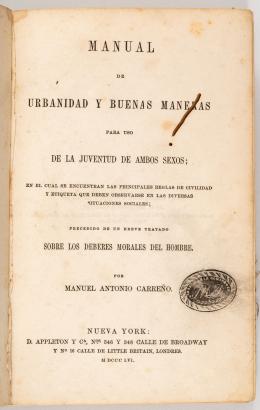 MANUAL
DE
URBANIDAD Y BUENAS MANERAS
PARA USO
DE LA JUVENTUD DE AMBOS SEXOS;
EN EL CUAL SE ENCUENTRAN LAS PRINCIPALES REGLAS DE CIVILIDAD
Y ETIQUETA QUE DEBEN OBSERVARSE EN LAS DIVERSAS
SITUACIONES SOCIALES;
PRECEDIDO DE UN BREVE TRATADO
SOBRE LOS DEBERES MORALES DEL HOMBRE.
POR
MANUEL ANTONIO CARREÑO.
NUEVA YORK:
D. APPLETON Y Cª., Nos. 346 Y 348 CALLE DE BROADWAY
Y Nº 16 CALLE DE LITTLE BRITAIN, LONDRES.
M DCCC LVI.